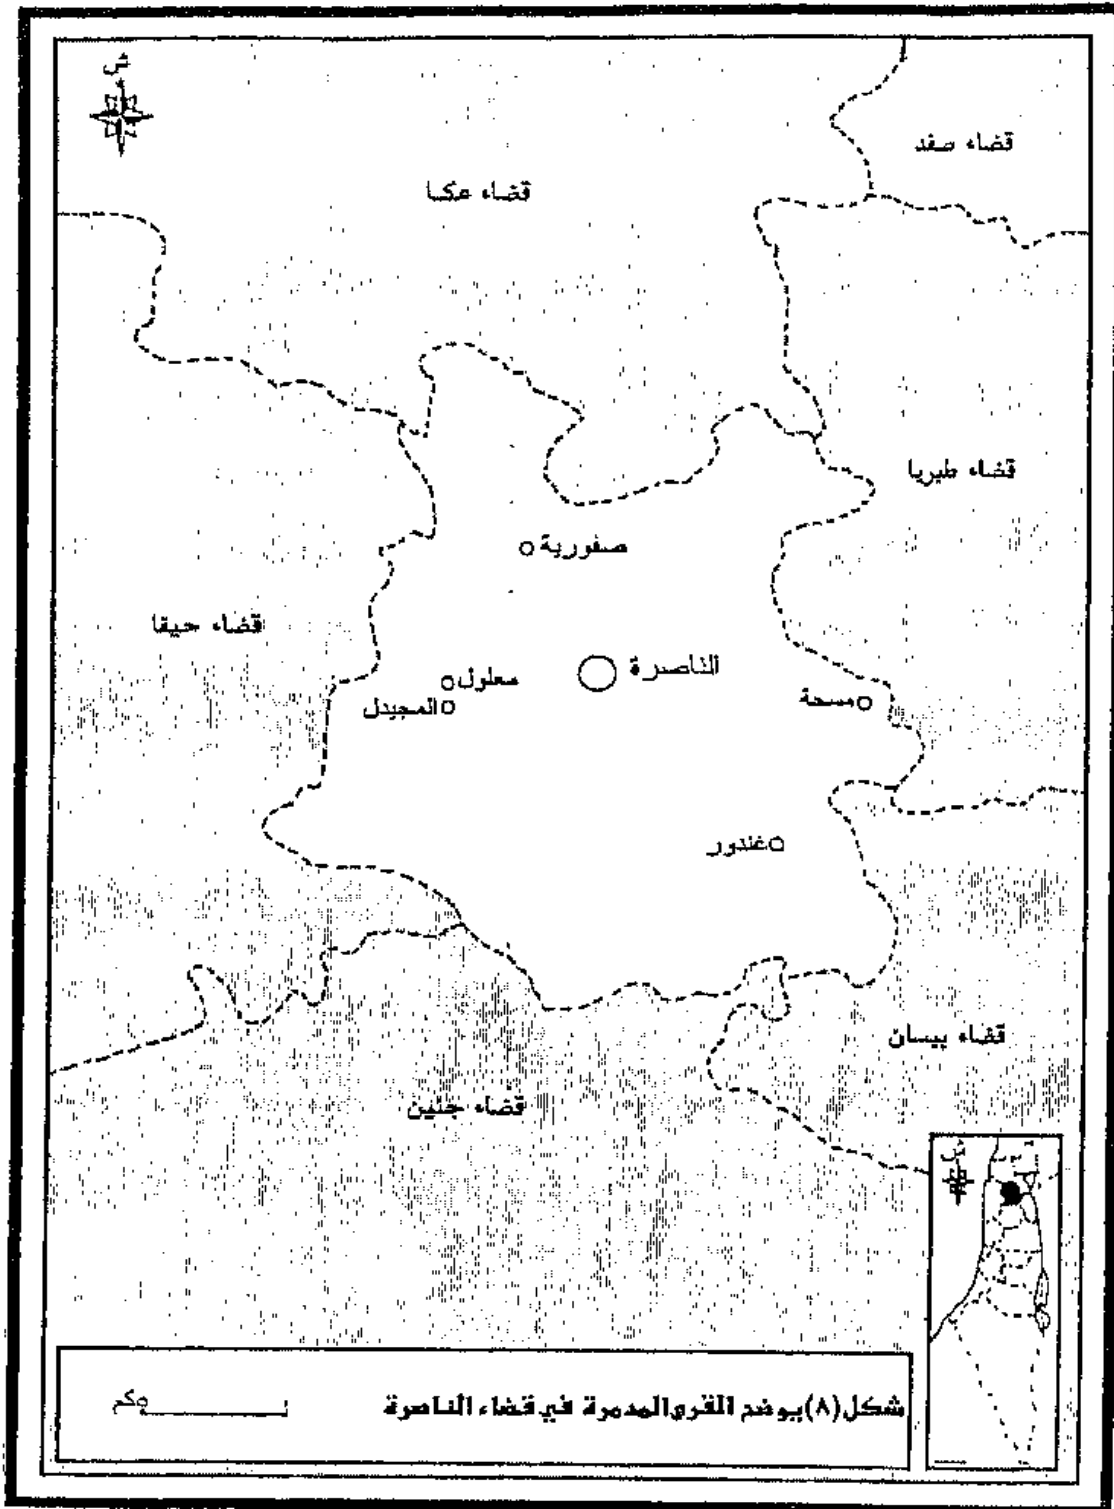 ش
قضاء صفد
قضاء عكا
قضاء طبريا
صفورية
قضاء حيفا
الناصرة
معلول
المجيدل
مسحة
غندور
قضاء بيسان
قضاء جنين
ش
شكل (٨) يوضح القرى المدمرة في قضاء الناصرة
٥كم